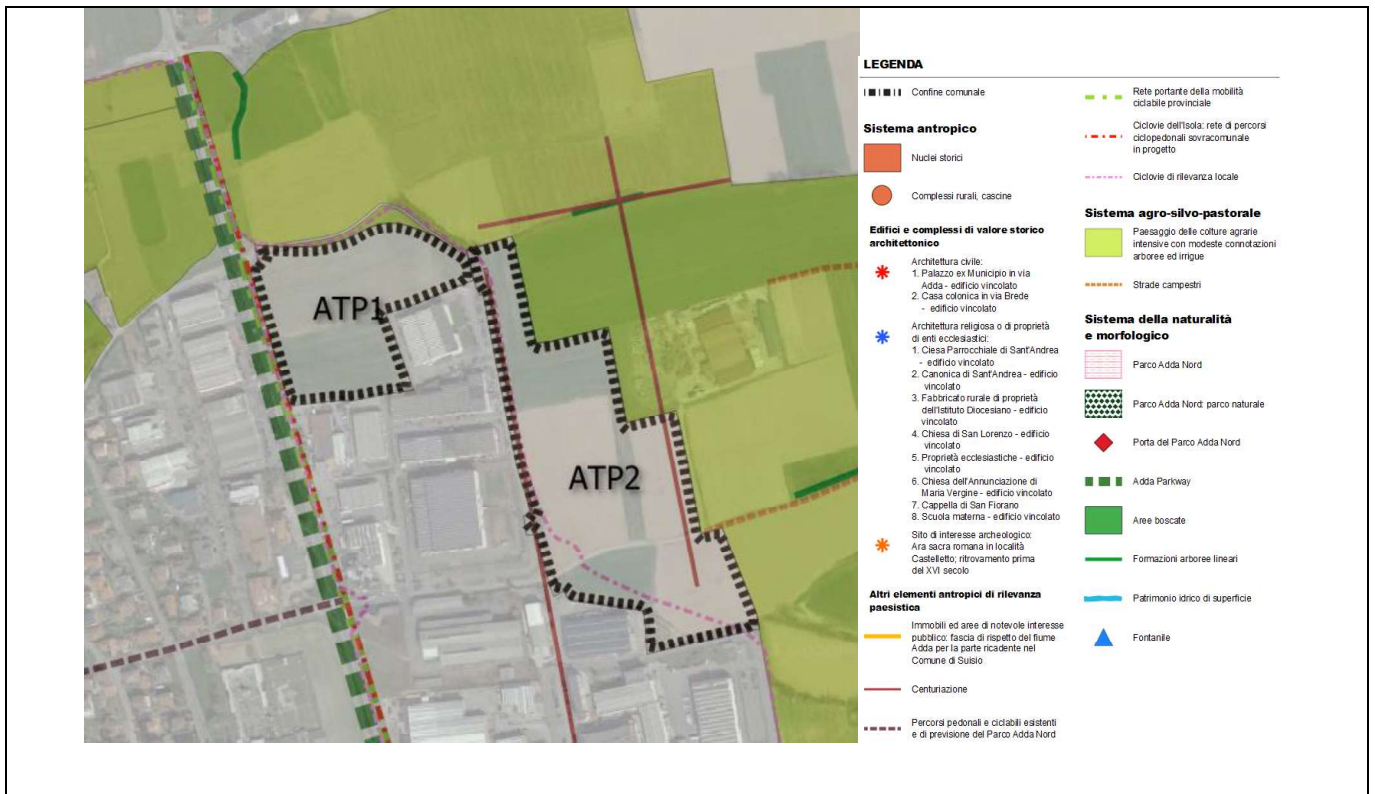 ATP1
ATP2
LEGENDA
Confine comunale
Sistema antropico
Nuclei storici
Complessi rurali, cascine
Edifici e complessi di valore storico
architettonico
Architettura civile:
1. Palazzo ex Municipio in via
Adda - edificio vincolato
2. Casa colonica in via Brede
- edificio vincolato
Architettura religiosa o di proprietà
di enti ecclesiastici:
1. Ciesa Parrocchiale di Sant'Andrea
- edificio vincolato
2. Canonica di Sant'Andrea - edificio
vincolato
3. Fabbricato rurale di proprietà
dell'Istituto Diocesiano - edificio
vincolato
4. Chiesa di San Lorenzo - edificio
vincolato
5. Proprietà ecclesiastiche - edificio
vincolato
6. Chiesa dell'Annunciazione di
Maria Vergine - edificio vincolato
7. Cappella di San Fiorano
8. Scuola materna - edificio vincolato
Sito di interesse archeologico:
Ara sacra romana in località
Castelletto; ritrovamento prima
del XVI secolo
Altri elementi antropici di rilevanza
paesistica
Immobili ed aree di notevole interesse
pubblico: fascia di rispetto del fiume
Adda per la parte ricadente nel
Comune di Suisio
Centuriazione
Percorsi pedonali e ciclabili esistenti
e di previsione del Parco Adda Nord
Rete portante della mobilità
ciclabile provinciale
Ciclovie dell'Isola: rete di percorsi
ciclopedonali sovracomunale
in progetto
Ciclovie di rilevanza locale
Sistema agro-silvo-pastorale
Paesaggio delle colture agrarie
intensive con modeste connotazioni
arboree ed irrigue
Strade campestri
Sistema della naturalità
e morfologico
Parco Adda Nord
Parco Adda Nord: parco naturale
Porta del Parco Adda Nord
Adda Parkway
Aree boscate
Formazioni arboree lineari
Patrimonio idrico di superficie
Fontanile